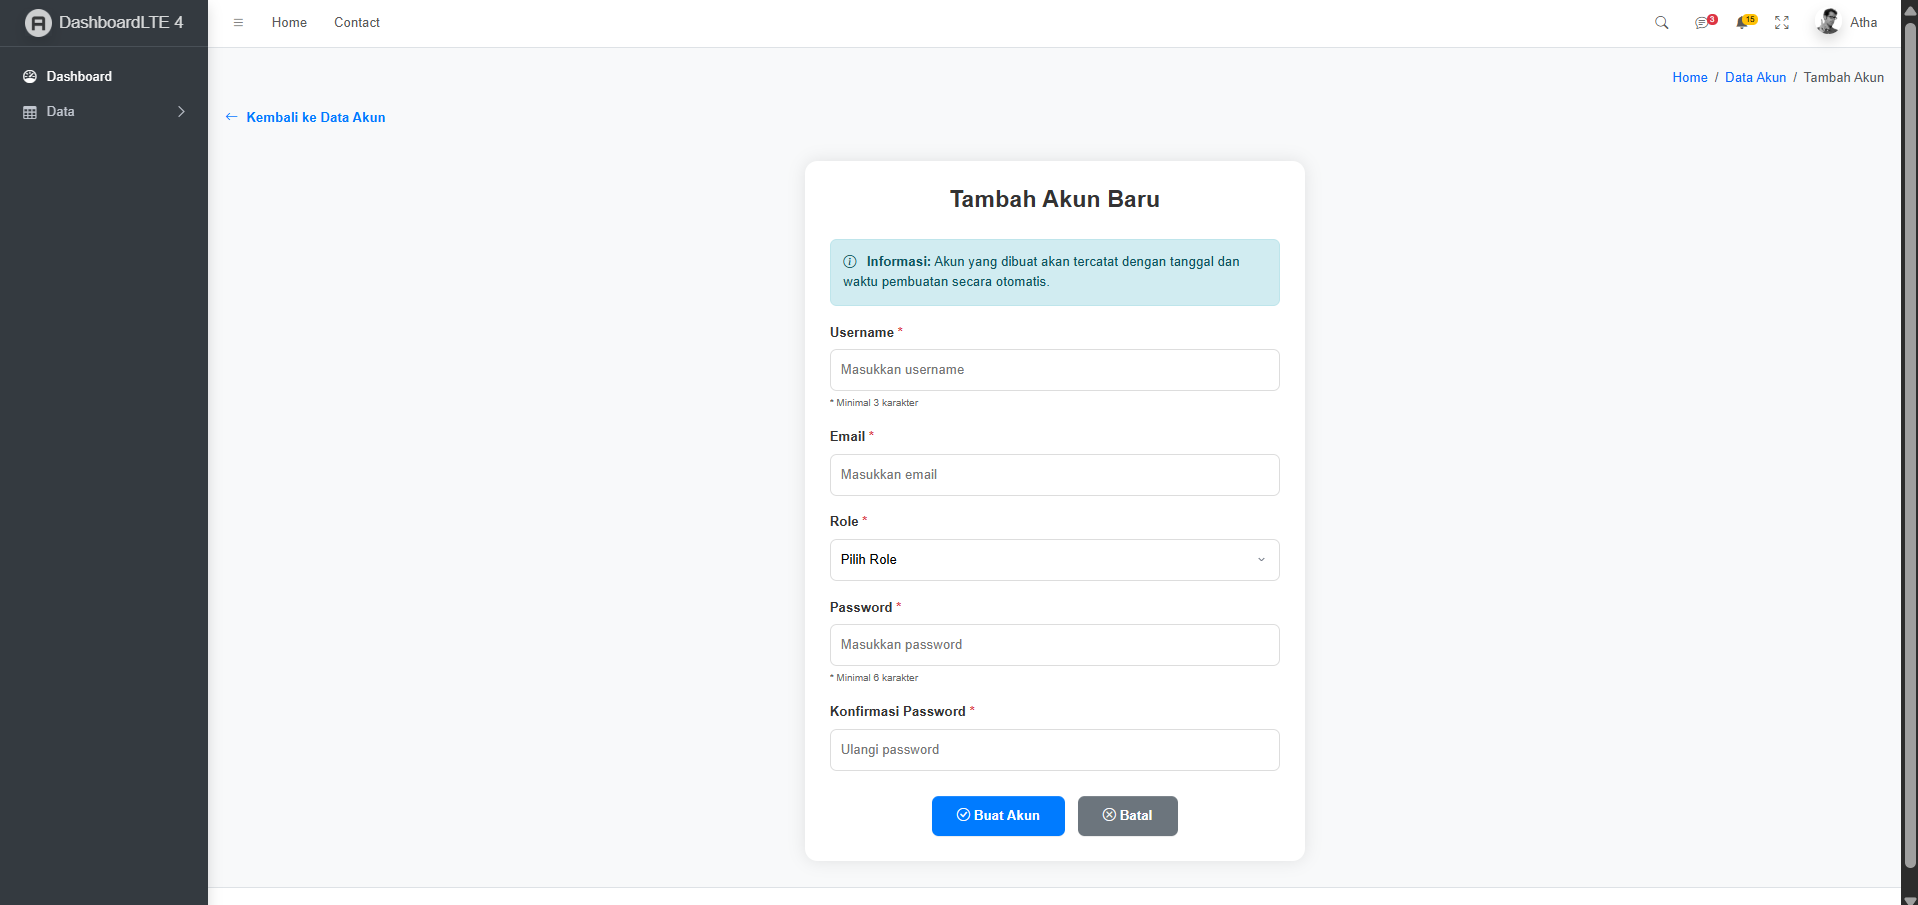 DashboardLTE 4
Home
Contact
3
15
Atha
Dashboard
Data
Home / Data Akun / Tambah Akun
Kembali ke Data Akun
Tambah Akun Baru
Informasi: Akun yang dibuat akan tercatat dengan tanggal dan
waktu pembuatan secara otomatis.
Username *
Masukkan username
* Minimal 3 karakter
Email *
Masukkan email
Role *
Pilih Role
Password *
Masukkan password
* Minimal 6 karakter
Konfirmasi Password *
Ulangi password
Buat Akun
Batal